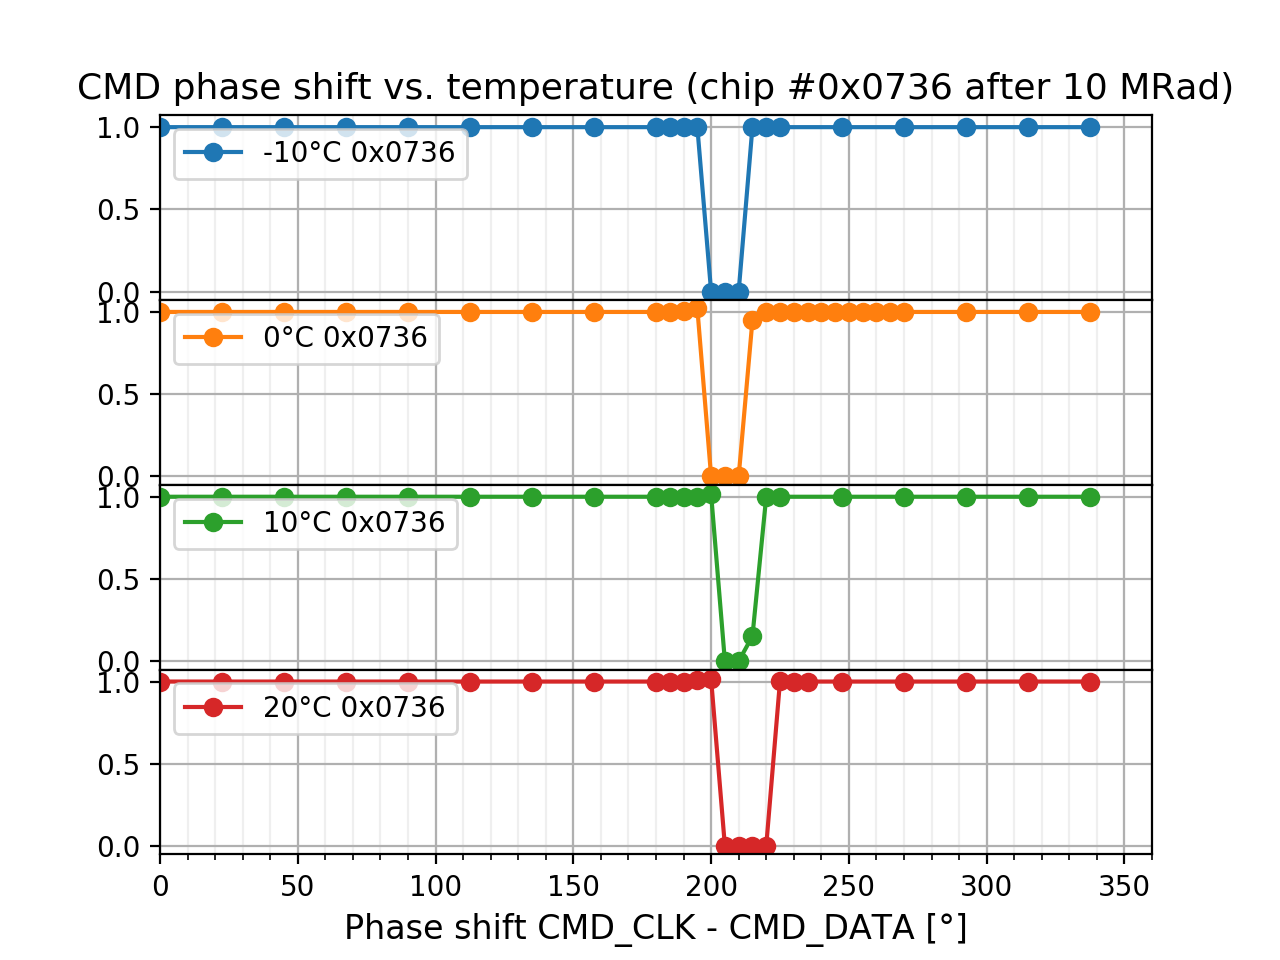 CMD phase shift vs. temperature (chip #0x0736 after 10 MRad)
1.0
-10°C 0x0736
0.5
0.0
1.0
0°C 0x0736
0.5
0.0
1.0
10°C 0x0736
0.5
0.0
1.0
20°C 0x0736
0.5
0.0
0 50 100 150 200 250 300 350
Phase shift CMD_CLK - CMD_DATA [°]